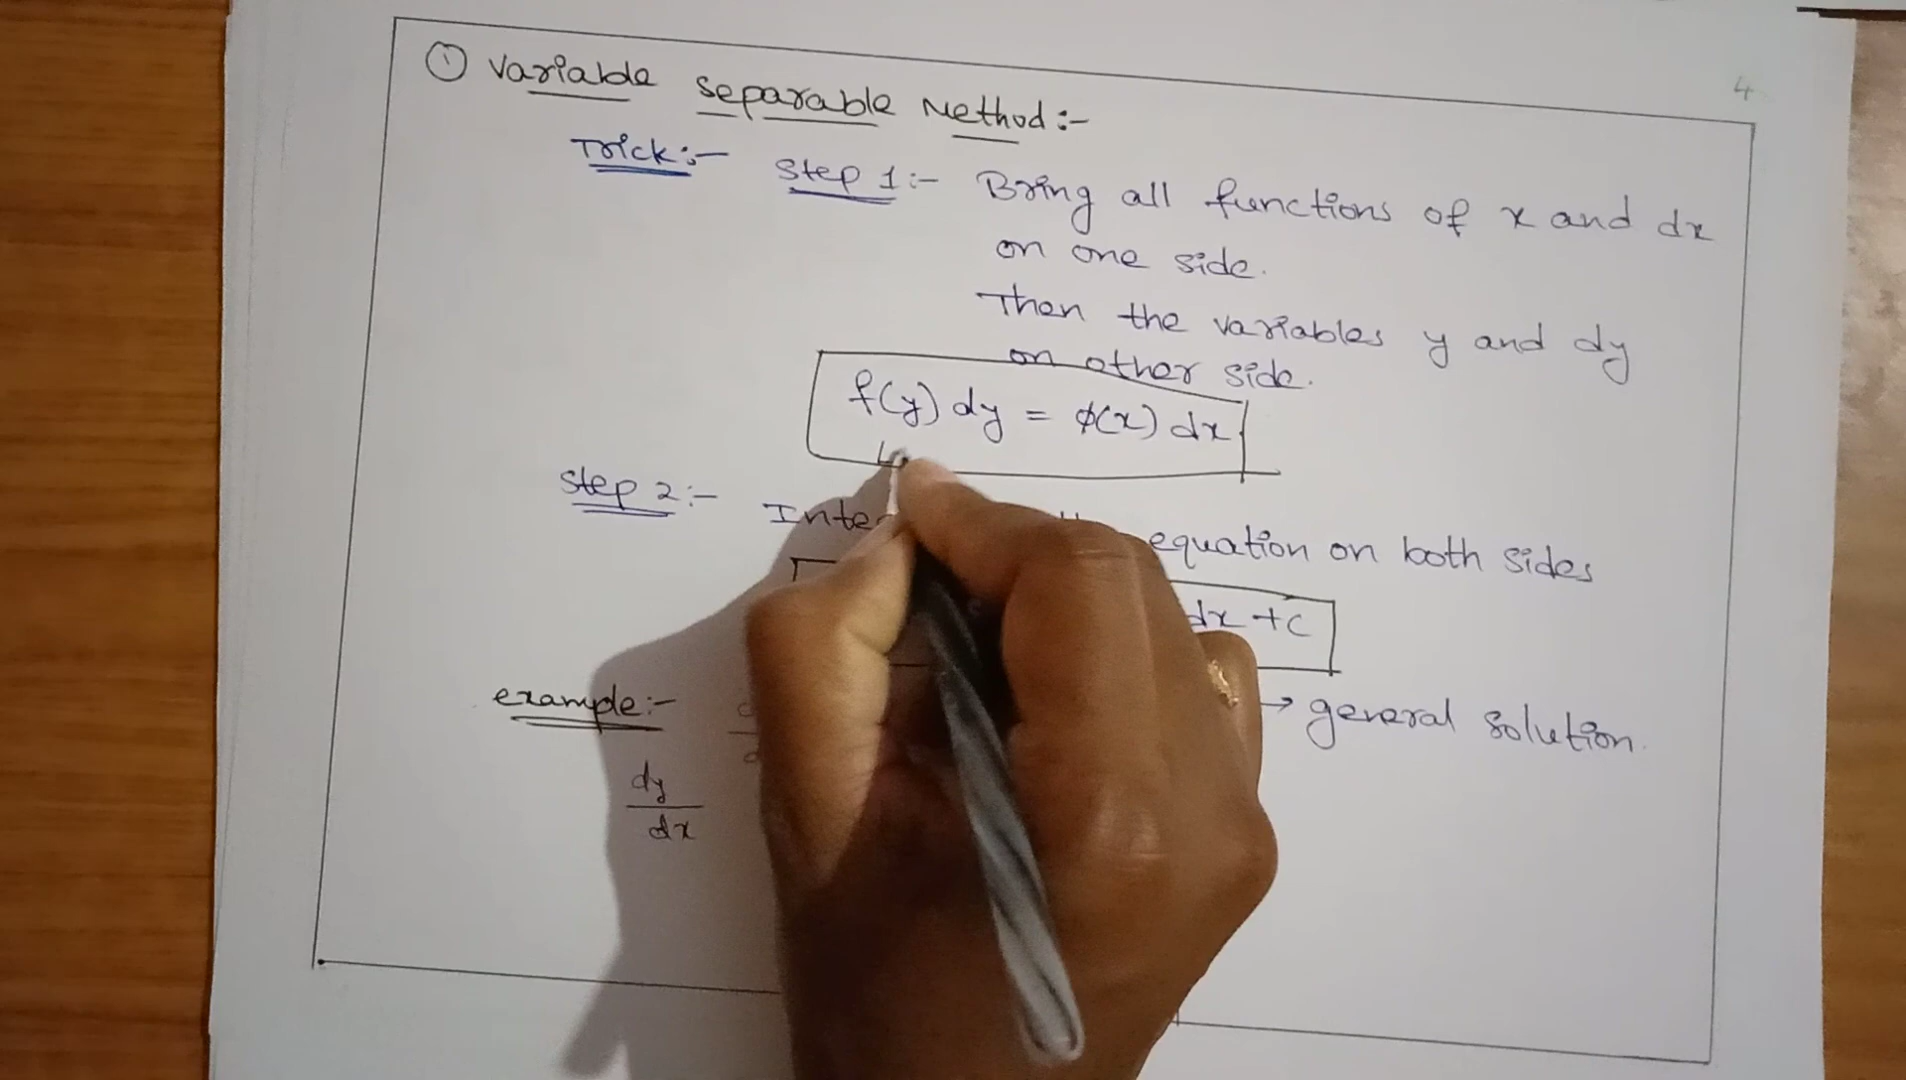 4
① Variable Separable Method :-
Trick :- Step 1 :- Bring all functions of x and dx
on one side.
Then the variables y and dy
on other side.
f(y) dy = ϕ(x) dx
Step 2 :- equation on both sides
dx + c
→ general solution.
example :-
dy
dx